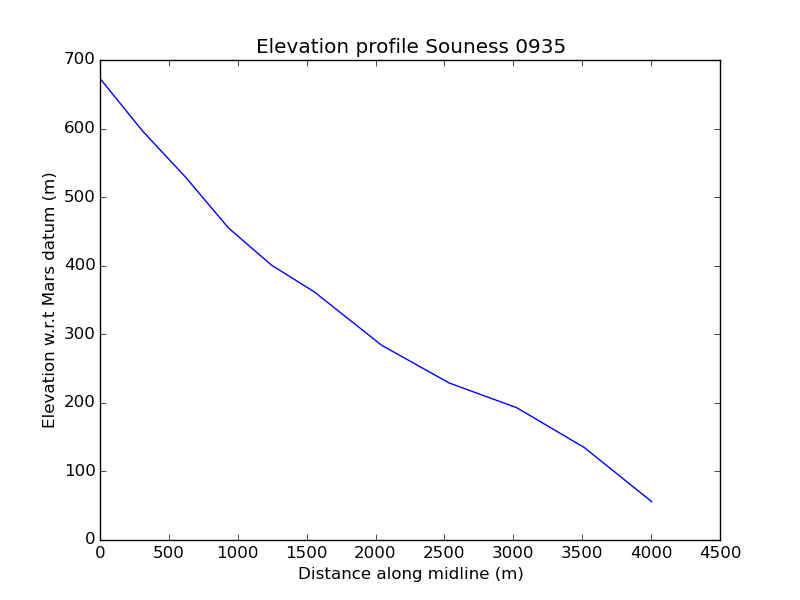 Elevation profile Souness 0935
700
600
500
400
300
200
100
0
Elevation w.r.t Mars datum (m)
0 500 1000 1500 2000 2500 3000 3500 4000 4500
Distance along midline (m)